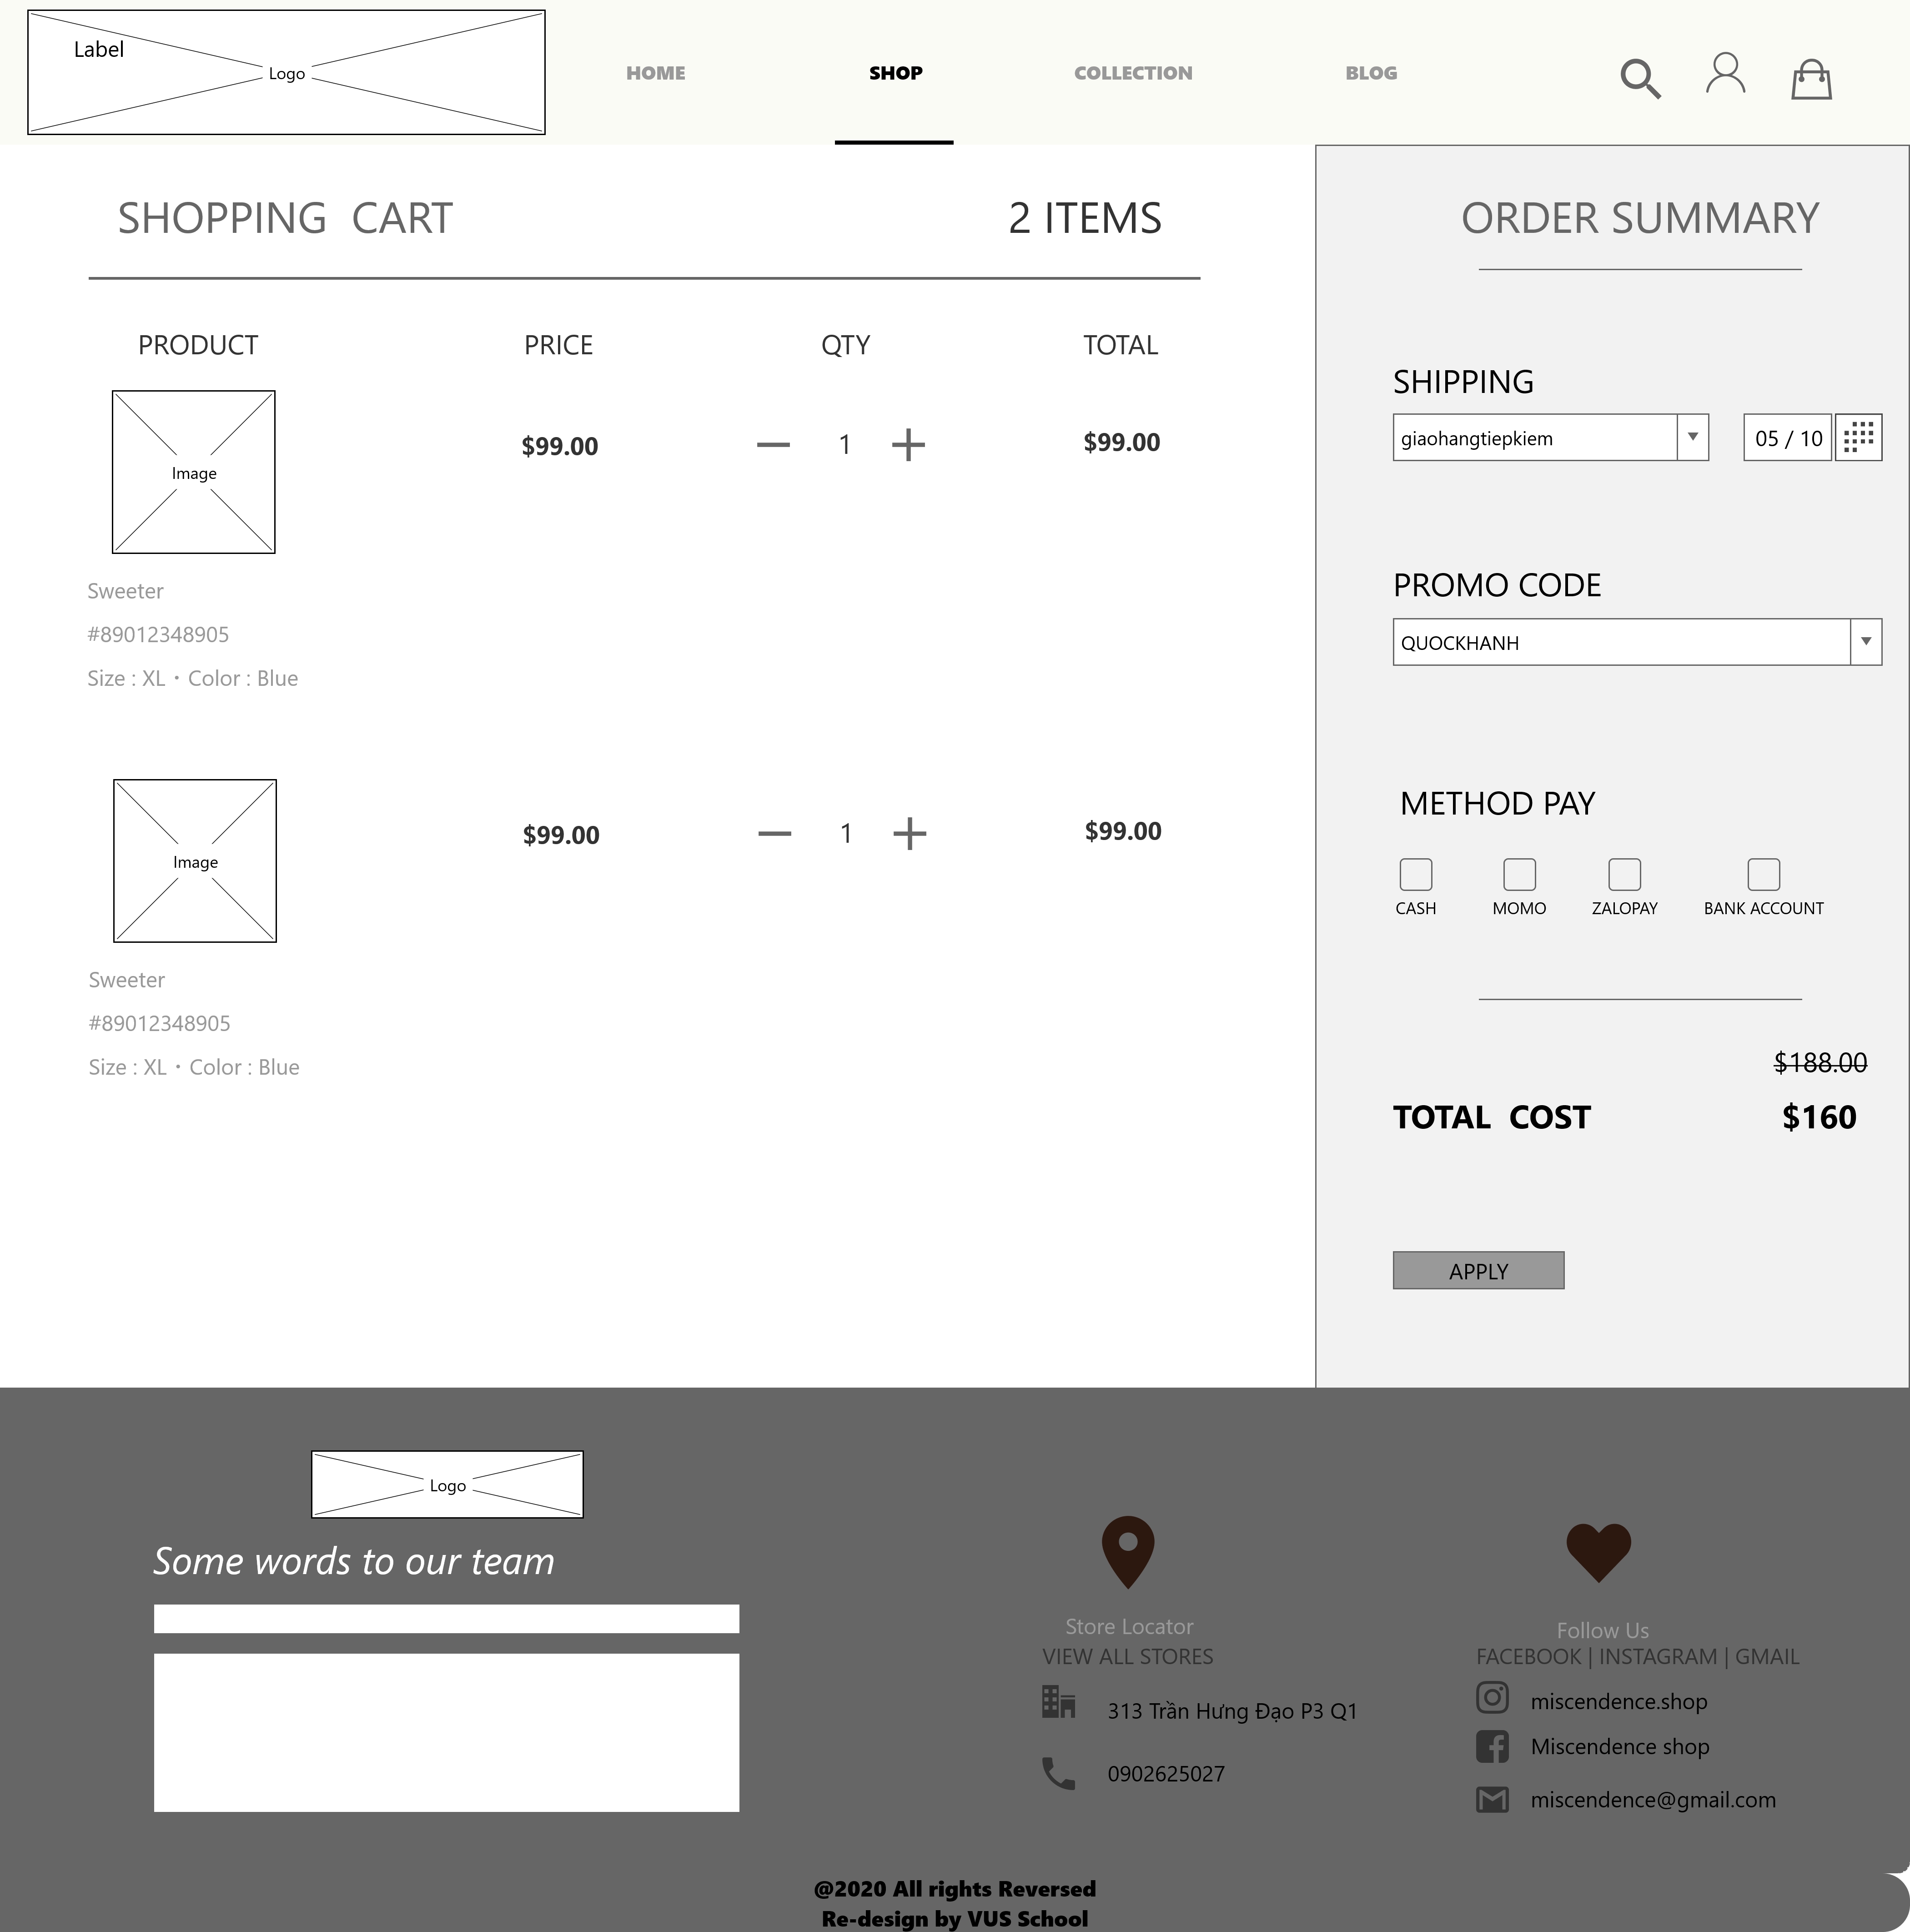 Label
Logo
HOME
SHOP
COLLECTION
BLOG
SHOPPING CART
2 ITEMS
PRODUCT
PRICE
QTY
TOTAL
Image
$99.00
1
$99.00
Sweeter
#89012348905
Size : XL · Color : Blue
Image
$99.00
1
$99.00
Sweeter
#89012348905
Size : XL · Color : Blue
ORDER SUMMARY
SHIPPING
giaohangtiepkiem
05 / 10
PROMO CODE
QUOCKHANH
METHOD PAY
CASH
MOMO
ZALOPAY
BANK ACCOUNT
$188.00
TOTAL COST
$160
APPLY
Logo
Some words to our team
Store Locator
VIEW ALL STORES
313 Trần Hưng Đạo P3 Q1
0902625027
Follow Us
FACEBOOK | INSTAGRAM | GMAIL
miscendence.shop
Miscendence shop
miscendence@gmail.com
@2020 All rights Reversed
Re-design by VUS School